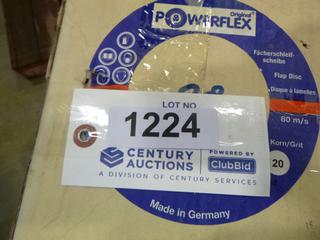 Original
POWERFLEX
Fächerschleif-
scheibe
Flap Disc
Disque à lamelles
80 m/s
LOT NO
1224
Korn/Grit
20
CENTURY
AUCTIONS
POWERED BY
ClubBid
A DIVISION OF CENTURY SERVICES
Made in Germany